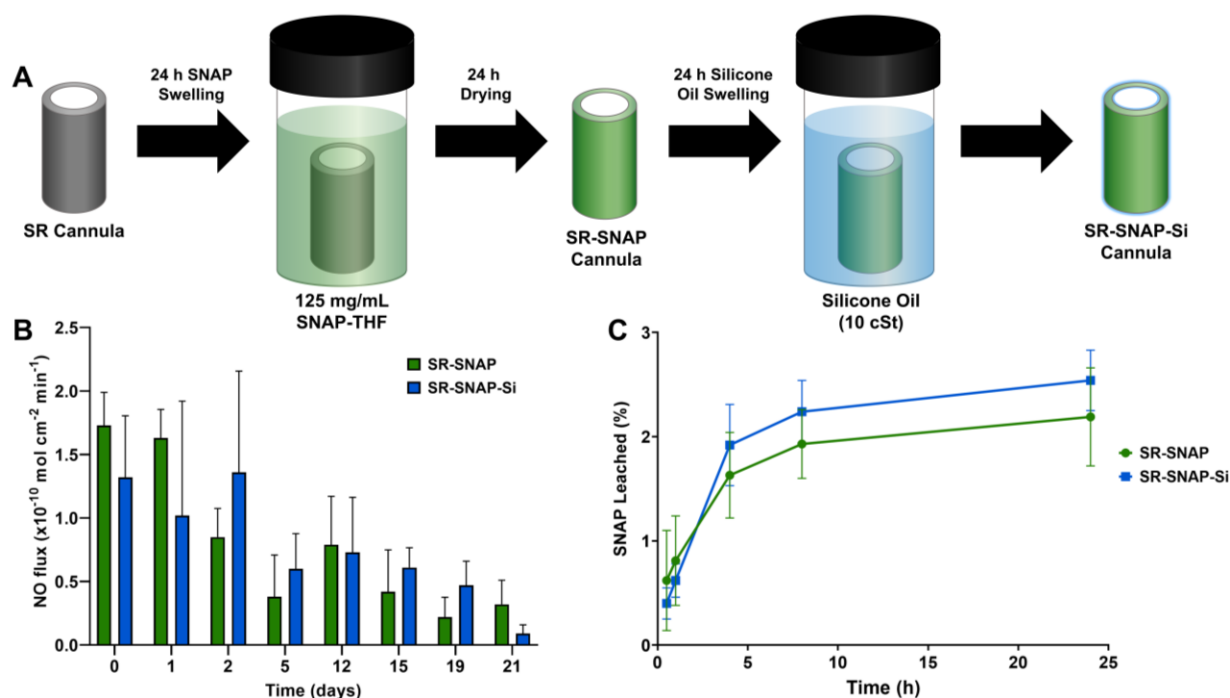 A
24 h SNAP
Swelling
24 h
Drying
24 h Silicone
Oil Swelling
SR Cannula
SR-SNAP
Cannula
SR-SNAP-Si
Cannula
125 mg/mL
SNAP-THF
Silicone Oil
(10 cSt)
B
NO flux (x10⁻¹⁰ mol cm⁻² min⁻¹)
2.5
2.0
1.5
1.0
0.5
0.0
SR-SNAP
SR-SNAP-Si
0 1 2 5 12 15 19 21
Time (days)
C
SNAP Leached (%)
3
2
1
0
SR-SNAP
SR-SNAP-Si
0 5 10 15 20 25
Time (h)